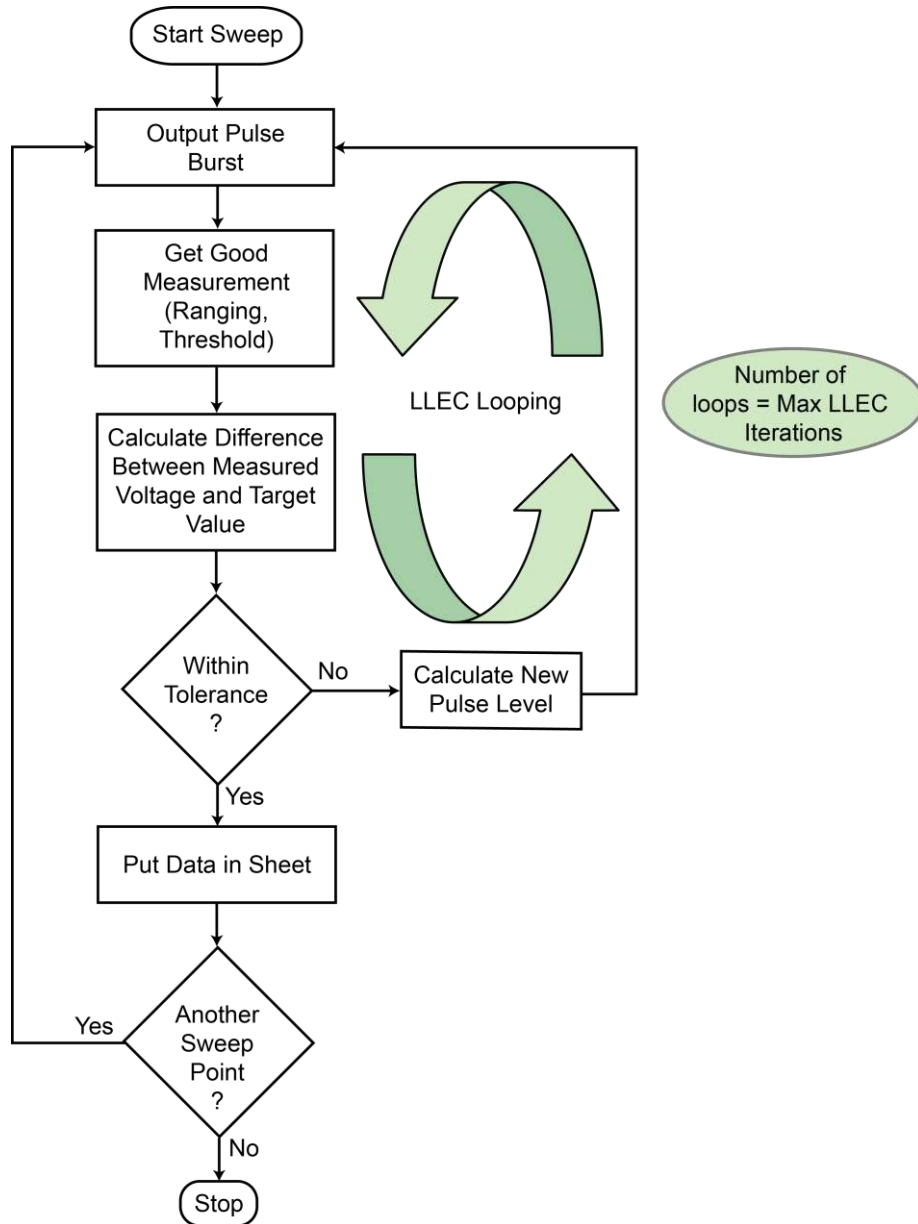 Start Sweep
Output Pulse
Burst
Get Good
Measurement
(Ranging,
Threshold)
LLEC Looping
Number of
loops = Max LLEC
Iterations
Calculate Difference
Between Measured
Voltage and Target
Value
Within
Tolerance
?
No
Calculate New
Pulse Level
Yes
Put Data in Sheet
Another
Sweep
Point
?
Yes
No
Stop